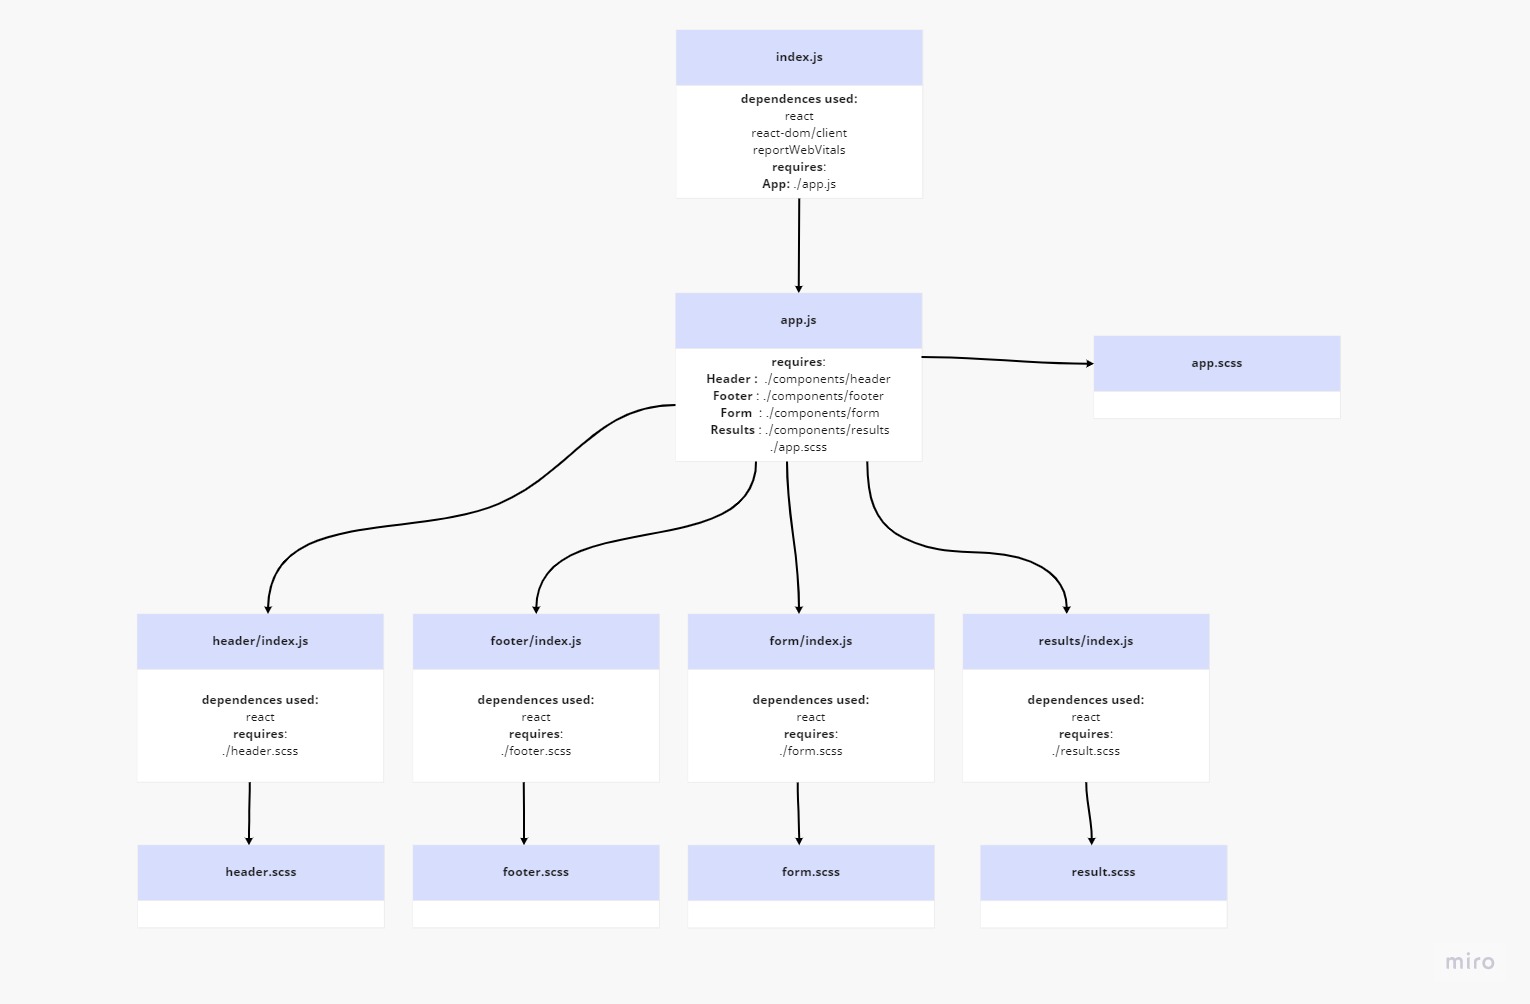 index.js
dependences used:
react
react-dom/client
reportWebVitals
requires:
App: ./app.js
app.js
requires:
Header :  ./components/header
Footer : ./components/footer
Form  : ./components/form
Results : ./components/results
./app.scss
app.scss
header/index.js
dependences used:
react
requires:
./header.scss
footer/index.js
dependences used:
react
requires:
./footer.scss
form/index.js
dependences used:
react
requires:
./form.scss
results/index.js
dependences used:
react
requires:
./result.scss
header.scss
footer.scss
form.scss
result.scss
miro